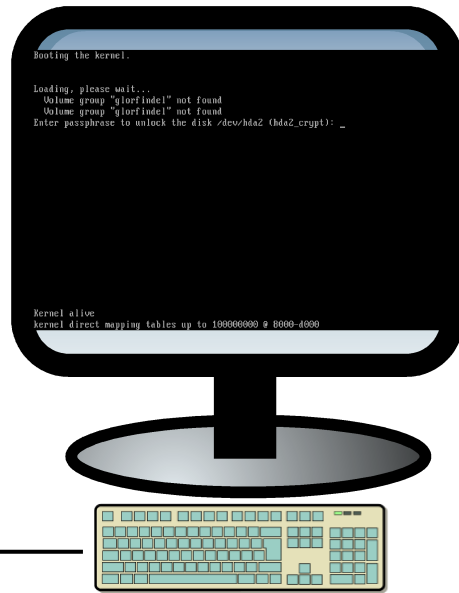 Booting the kernel.
Loading, please wait...
Volume group "glorfindel" not found
Volume group "glorfindel" not found
Enter passphrase to unlock the disk /dev/hda2 (hda2_crypt): _
Kernel alive
kernel direct mapping tables up to 100000000 @ 8000-d000